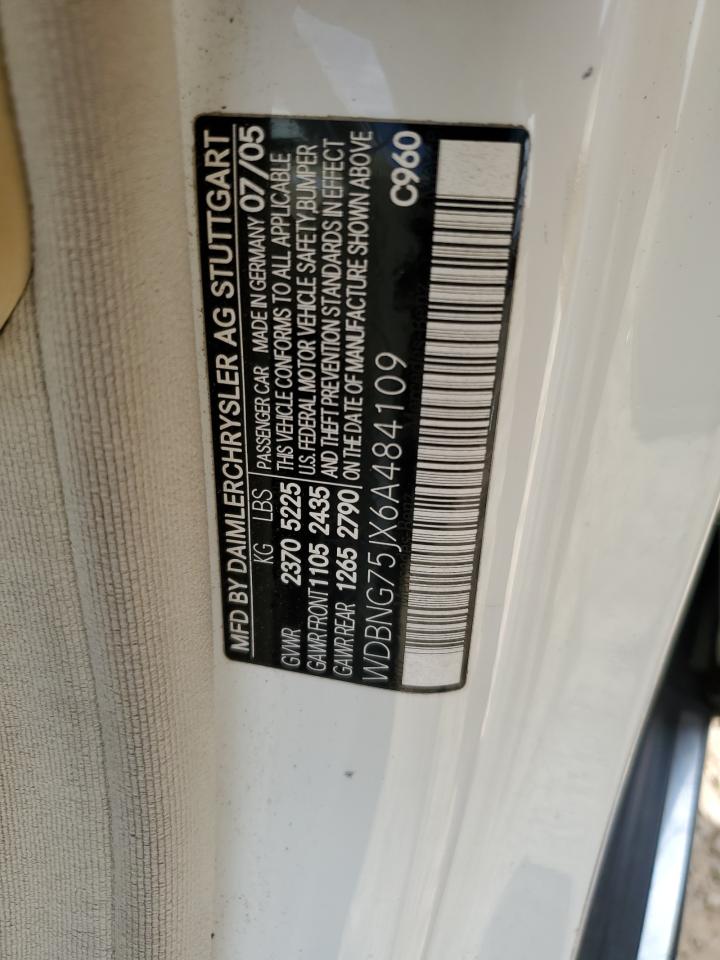 MFD BY DAIMLERCHRYSLER AG STUTTGART
KG LBS PASSENGER CAR MADE IN GERMANY 07/05
GVWR 2370 5225 THIS VEHICLE CONFORMS TO ALL APPLICABLE
GAWR FRONT 1105 2435 U.S. FEDERAL MOTOR VEHICLE SAFETY, BUMPER
GAWR REAR 1265 2790 AND THEFT PREVENTION STANDARDS IN EFFECT
ON THE DATE OF MANUFACTURE SHOWN ABOVE
WDBNG75JX6A484109 C960